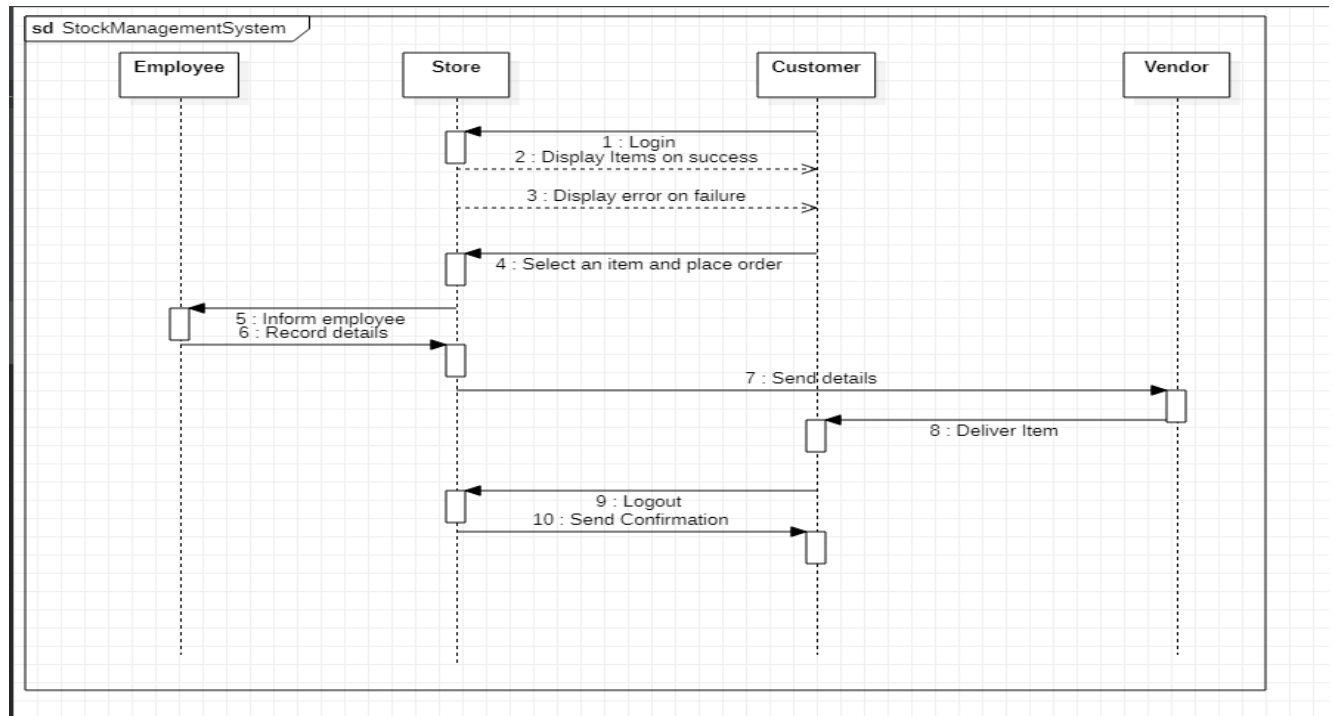 sd StockManagementSystem
Employee
Store
Customer
Vendor
1 : Login
2 : Display Items on success
3 : Display error on failure
4 : Select an item and place order
5 : Inform employee
6 : Record details
7 : Send details
8 : Deliver Item
9 : Logout
10 : Send Confirmation